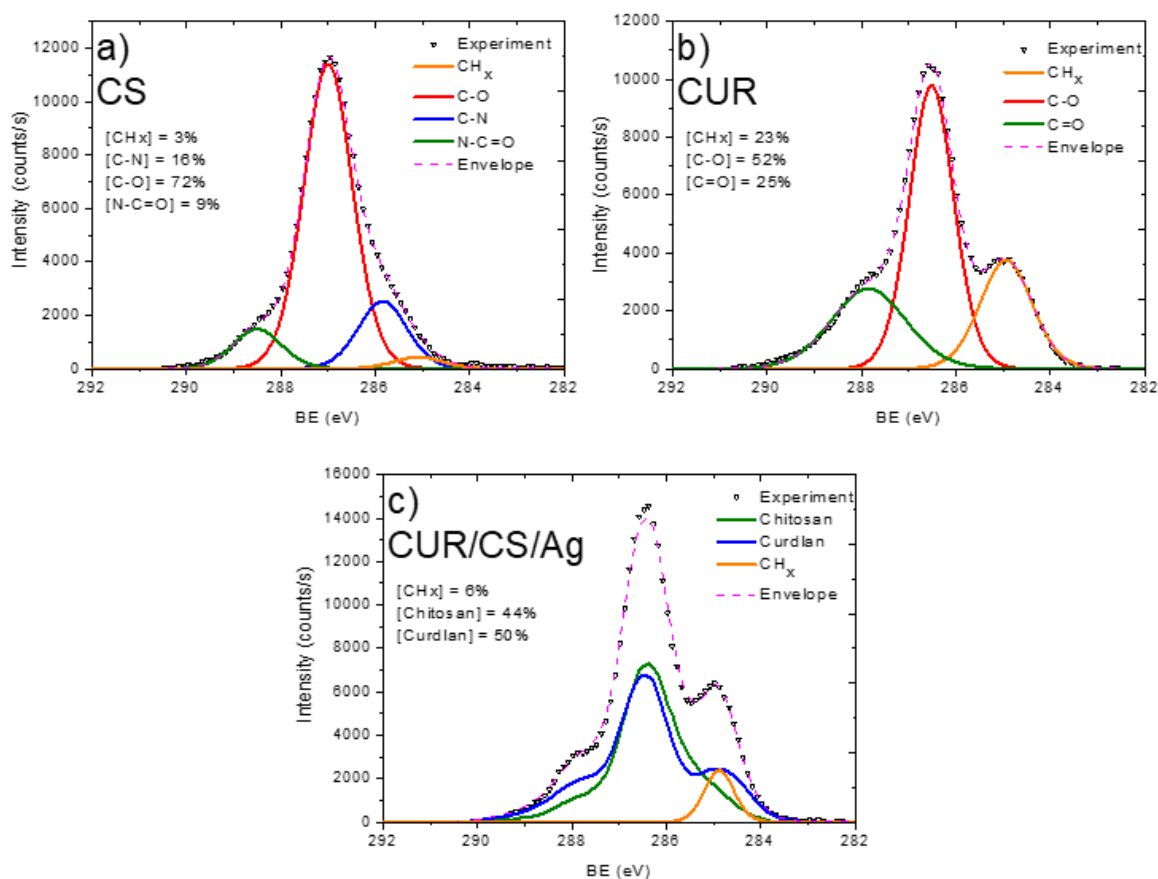 a)
CS
[CHx] = 3%
[C-N] = 16%
[C-O] = 72%
[N-C=O] = 9%
Experiment
CHx
C-O
C-N
N-C=O
Envelope
Intensity (counts/s)
12000
10000
8000
6000
4000
2000
0
292 290 288 286 284 282
BE (eV)
b)
CUR
[CHx] = 23%
[C-O] = 52%
[C=O] = 25%
Experiment
CHx
C-O
C=O
Envelope
Intensity (counts/s)
12000
10000
8000
6000
4000
2000
0
292 290 288 286 284 282
BE (eV)
c)
CUR/CS/Ag
[CHx] = 6%
[Chitosan] = 44%
[Curdlan] = 50%
Experiment
Chitosan
Curdlan
CHx
Envelope
Intensity (counts/s)
16000
14000
12000
10000
8000
6000
4000
2000
0
292 290 288 286 284 282
BE (eV)